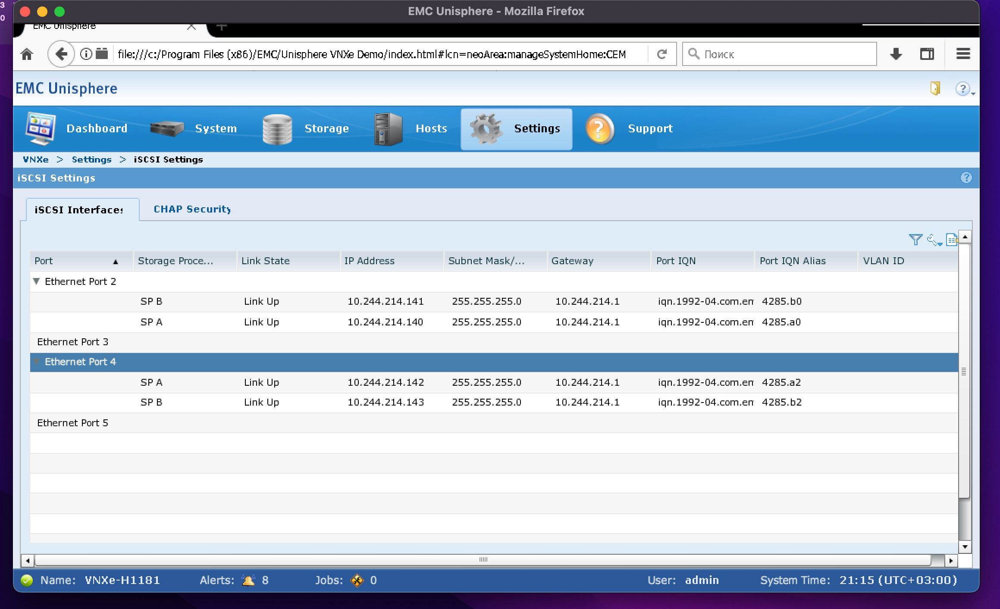 3
0
EMC Unisphere - Mozilla Firefox
EMC Unisphere
file:///c:/Program Files (x86)/EMC/Unisphere VNXe Demo/index.html#lcn=neoArea:manageSystemHome:CEM
Поиск
EMC Unisphere
Dashboard System Storage Hosts Settings Support
VNXe > Settings > iSCSI Settings
iSCSI Settings
iSCSI Interfaces CHAP Security
Port Storage Proce... Link State IP Address Subnet Mask/... Gateway Port IQN Port IQN Alias VLAN ID
Ethernet Port 2
SP B Link Up 10.244.214.141 255.255.255.0 10.244.214.1 iqn.1992-04.com.em 4285.b0
SP A Link Up 10.244.214.140 255.255.255.0 10.244.214.1 iqn.1992-04.com.em 4285.a0
Ethernet Port 3
Ethernet Port 4
SP A Link Up 10.244.214.142 255.255.255.0 10.244.214.1 iqn.1992-04.com.em 4285.a2
SP B Link Up 10.244.214.143 255.255.255.0 10.244.214.1 iqn.1992-04.com.em 4285.b2
Ethernet Port 5
Name: VNXe-H1181 Alerts: 8 Jobs: 0 User: admin System Time: 21:15 (UTC+03:00)